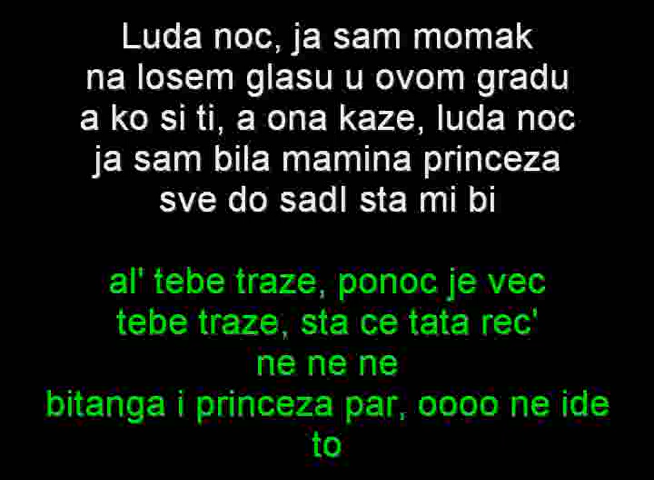 Luda noc, ja sam momak
na losem glasu u ovom gradu
a ko si ti, a ona kaze, luda noc
ja sam bila mamina princeza
sve do sadI sta mi bi
al' tebe traze, ponoc je vec
tebe traze, sta ce tata rec'
ne ne ne
bitanga i princeza par, oooo ne ide
to